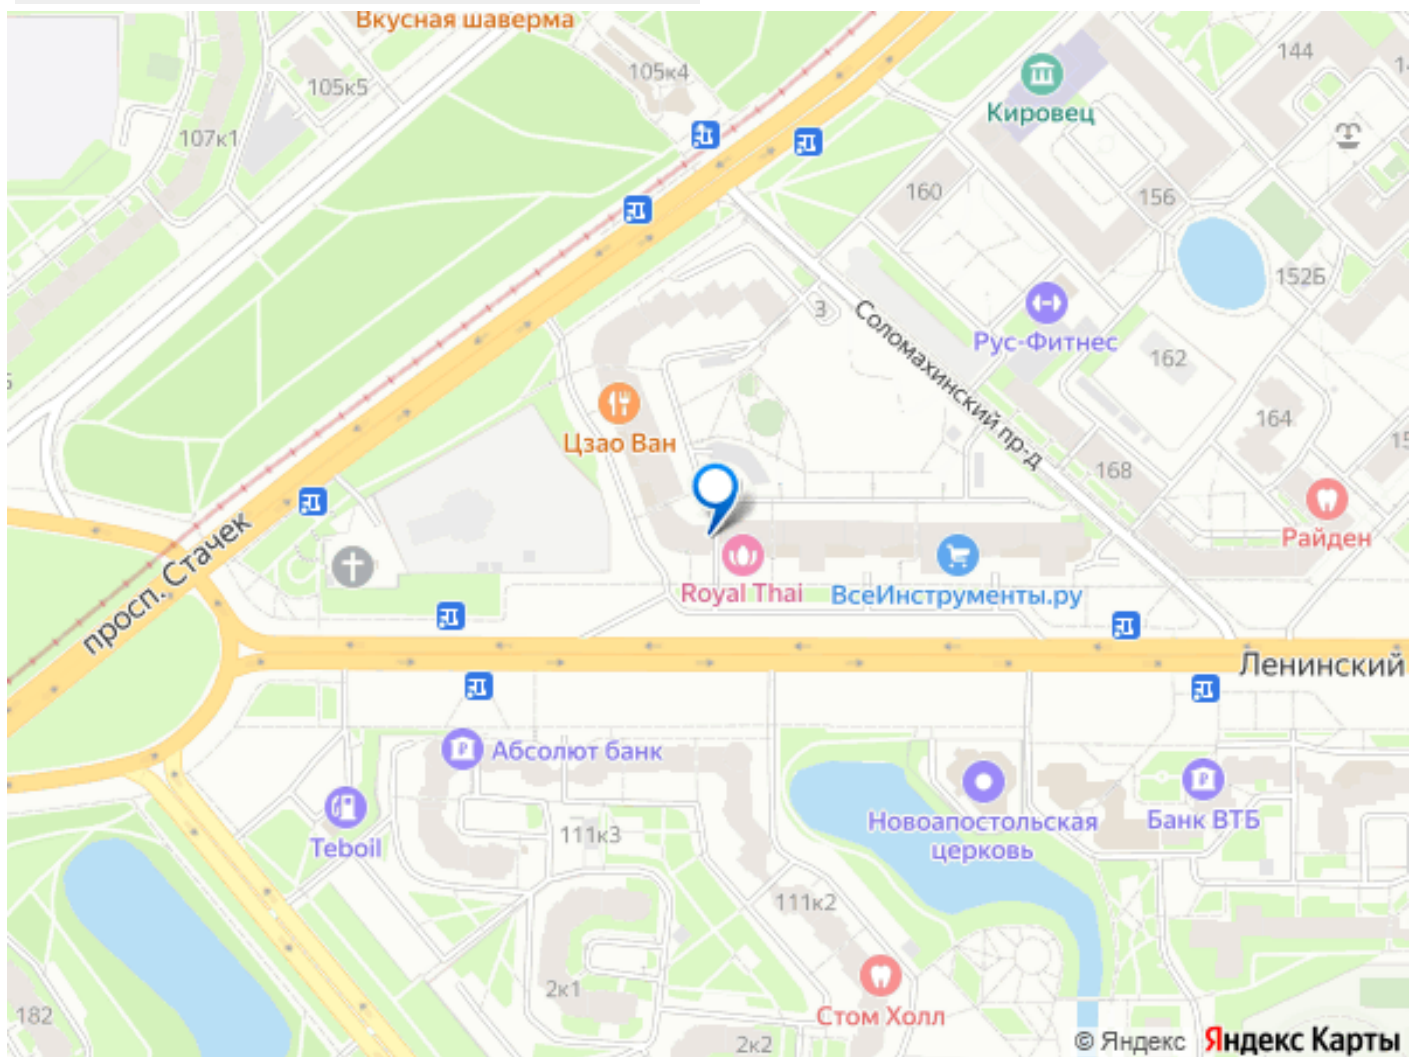 Вкусная шаверма
105к4
144
14
105к5
Кировец
107к1
160
156
152Б
3
Соломахинский пр-д
Рус-Фитнес
162
Цзао Ван
164
15
168
Райден
просп. Стачек
Royal Thai
ВсеИнструменты.ру
Ленинский
Абсолют банк
Teboil
111к3
Новоапостольская
церковь
Банк ВТБ
111к2
2к1
Стом Холл
182
2к2
© Яндекс Яндекс Карты